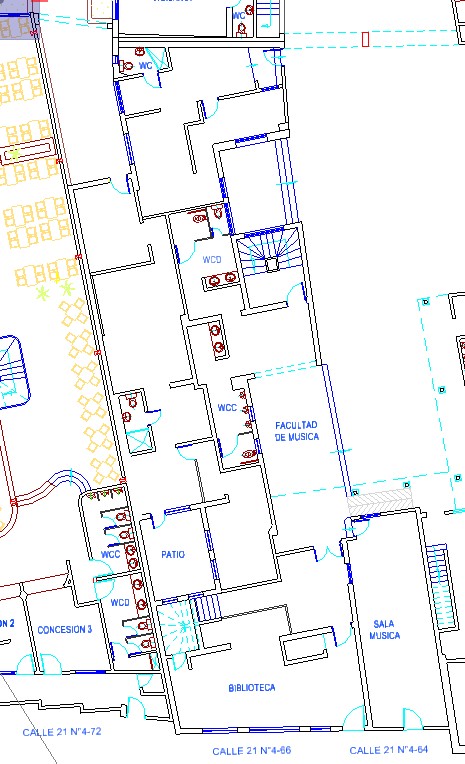 WC
WC
WCD
WCC
FACULTAD
DE MUSICA
WCC
PATIO
WCD
N 2
CONCESION 3
SALA
MUSICA
BIBLIOTECA
CALLE 21 N°4-72
CALLE 21 N°4-66
CALLE 21 N°4-64